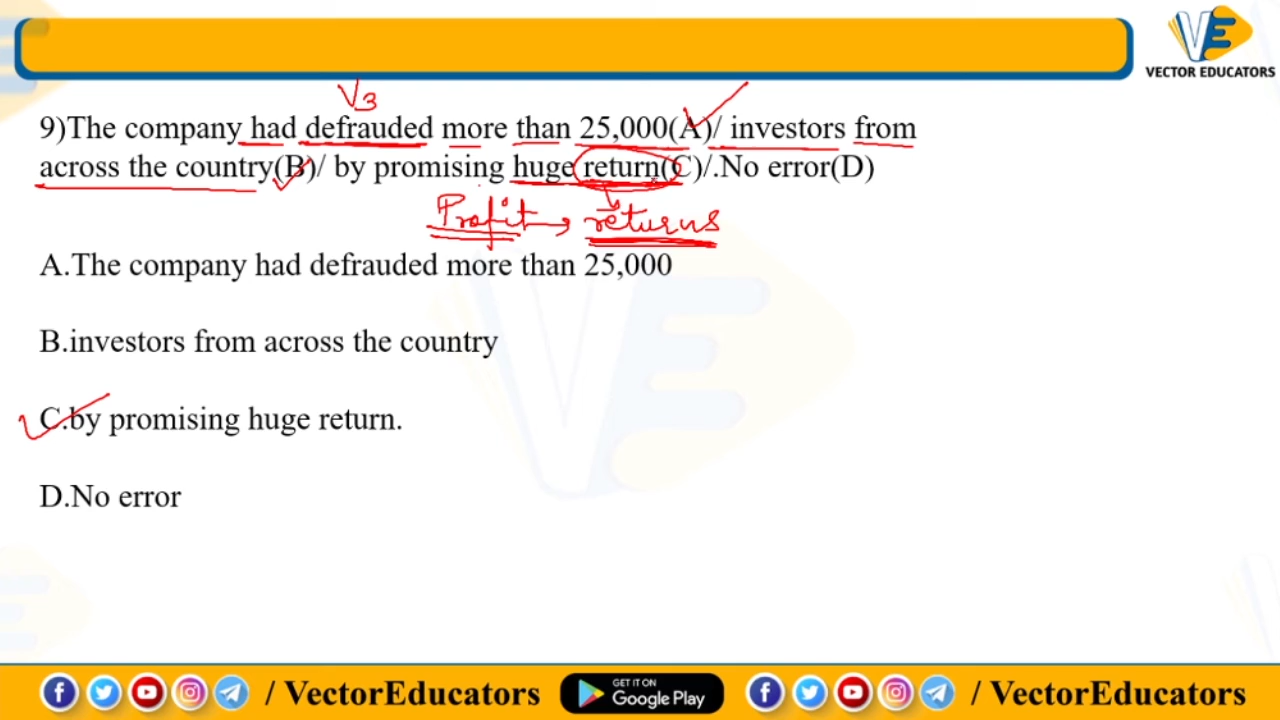 VE
VECTOR EDUCATORS
V3
9)The company had defrauded more than 25,000(A)/ investors from
across the country(B)/ by promising huge return(C)/.No error(D)
Profit → returns
A.The company had defrauded more than 25,000
B.investors from across the country
C.by promising huge return.
D.No error
/ VectorEducators
GET IT ON
Google Play
/ VectorEducators